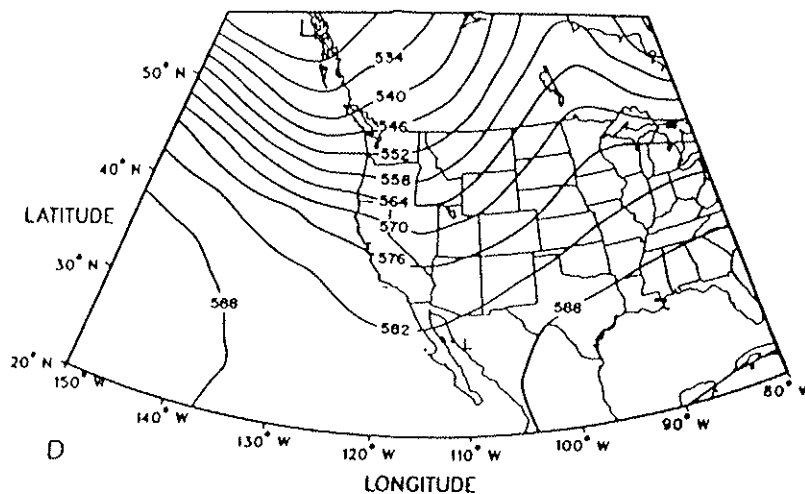 534
50° N
540
546
552
40° N
558
564
LATITUDE
570
576
30° N
588
588
582
20° N
150° W
80° W
140° W
90° W
130° W
100° W
120° W
110° W
D
LONGITUDE